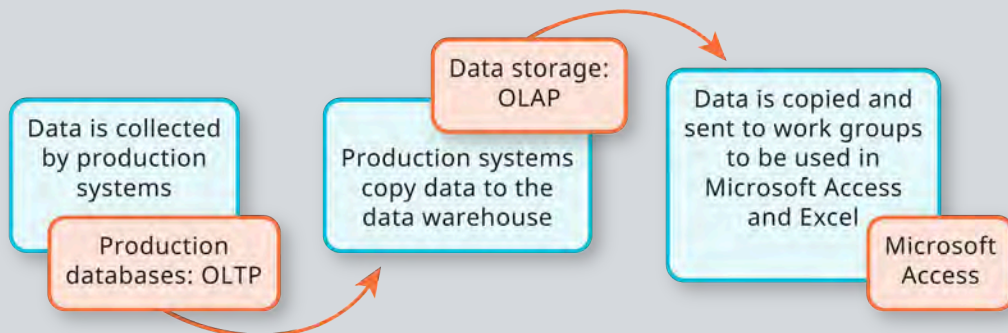 Data is collected
by production
systems
Production
databases: OLTP
Data storage:
OLAP
Production systems
copy data to the
data warehouse
Data is copied and
sent to work groups
to be used in
Microsoft Access
and Excel
Microsoft
Access